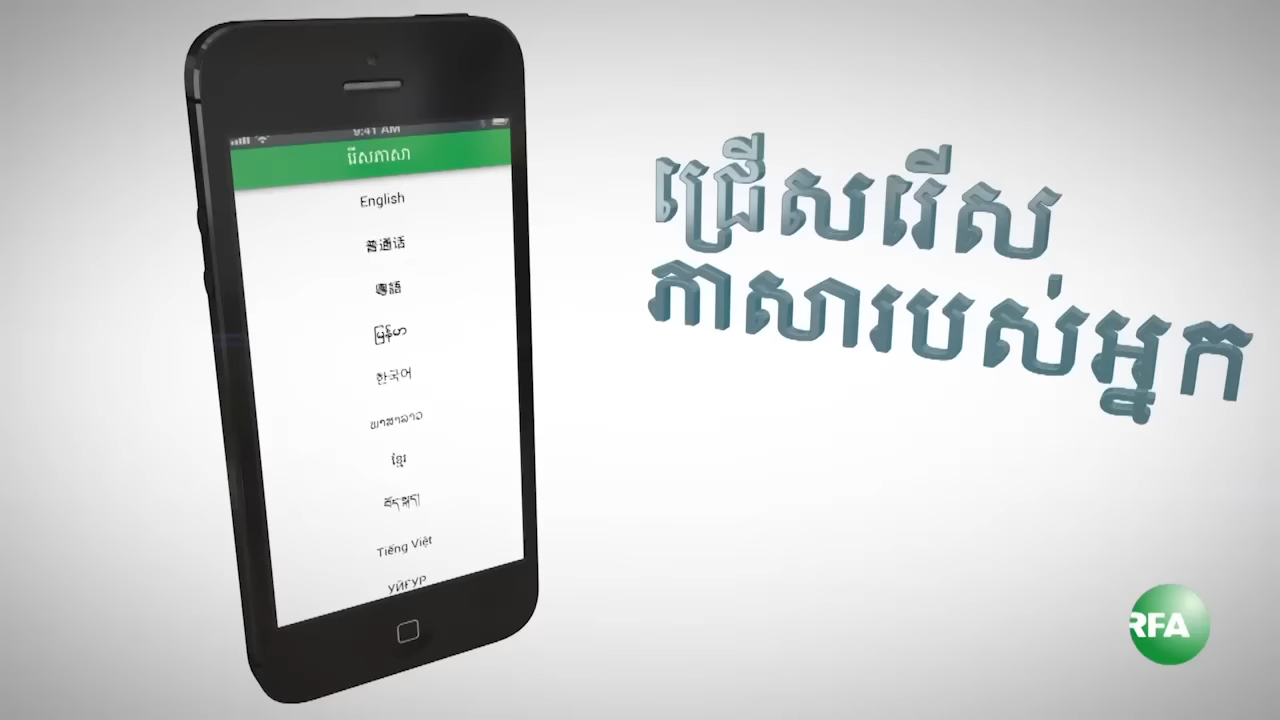 9:41 AM
រើសភាសា
English
普通话
粵語
မြန်မာ
한국어
ພາສາລາວ
ខ្មែរ
བོད་སྐད།
Tiếng Việt
УЙҒУР
ជ្រើសរើស
ភាសារបស់អ្នក
RFA